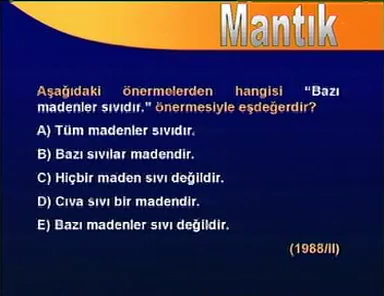 Mantık
Aşağıdaki önermelerden hangisi "Bazı
madenler sıvıdır." önermesiyle eşdeğerdir?
A) Tüm madenler sıvıdır.
B) Bazı sıvılar madendir.
C) Hiçbir maden sıvı değildir.
D) Cıva sıvı bir madendir.
E) Bazı madenler sıvı değildir.
(1988/II)